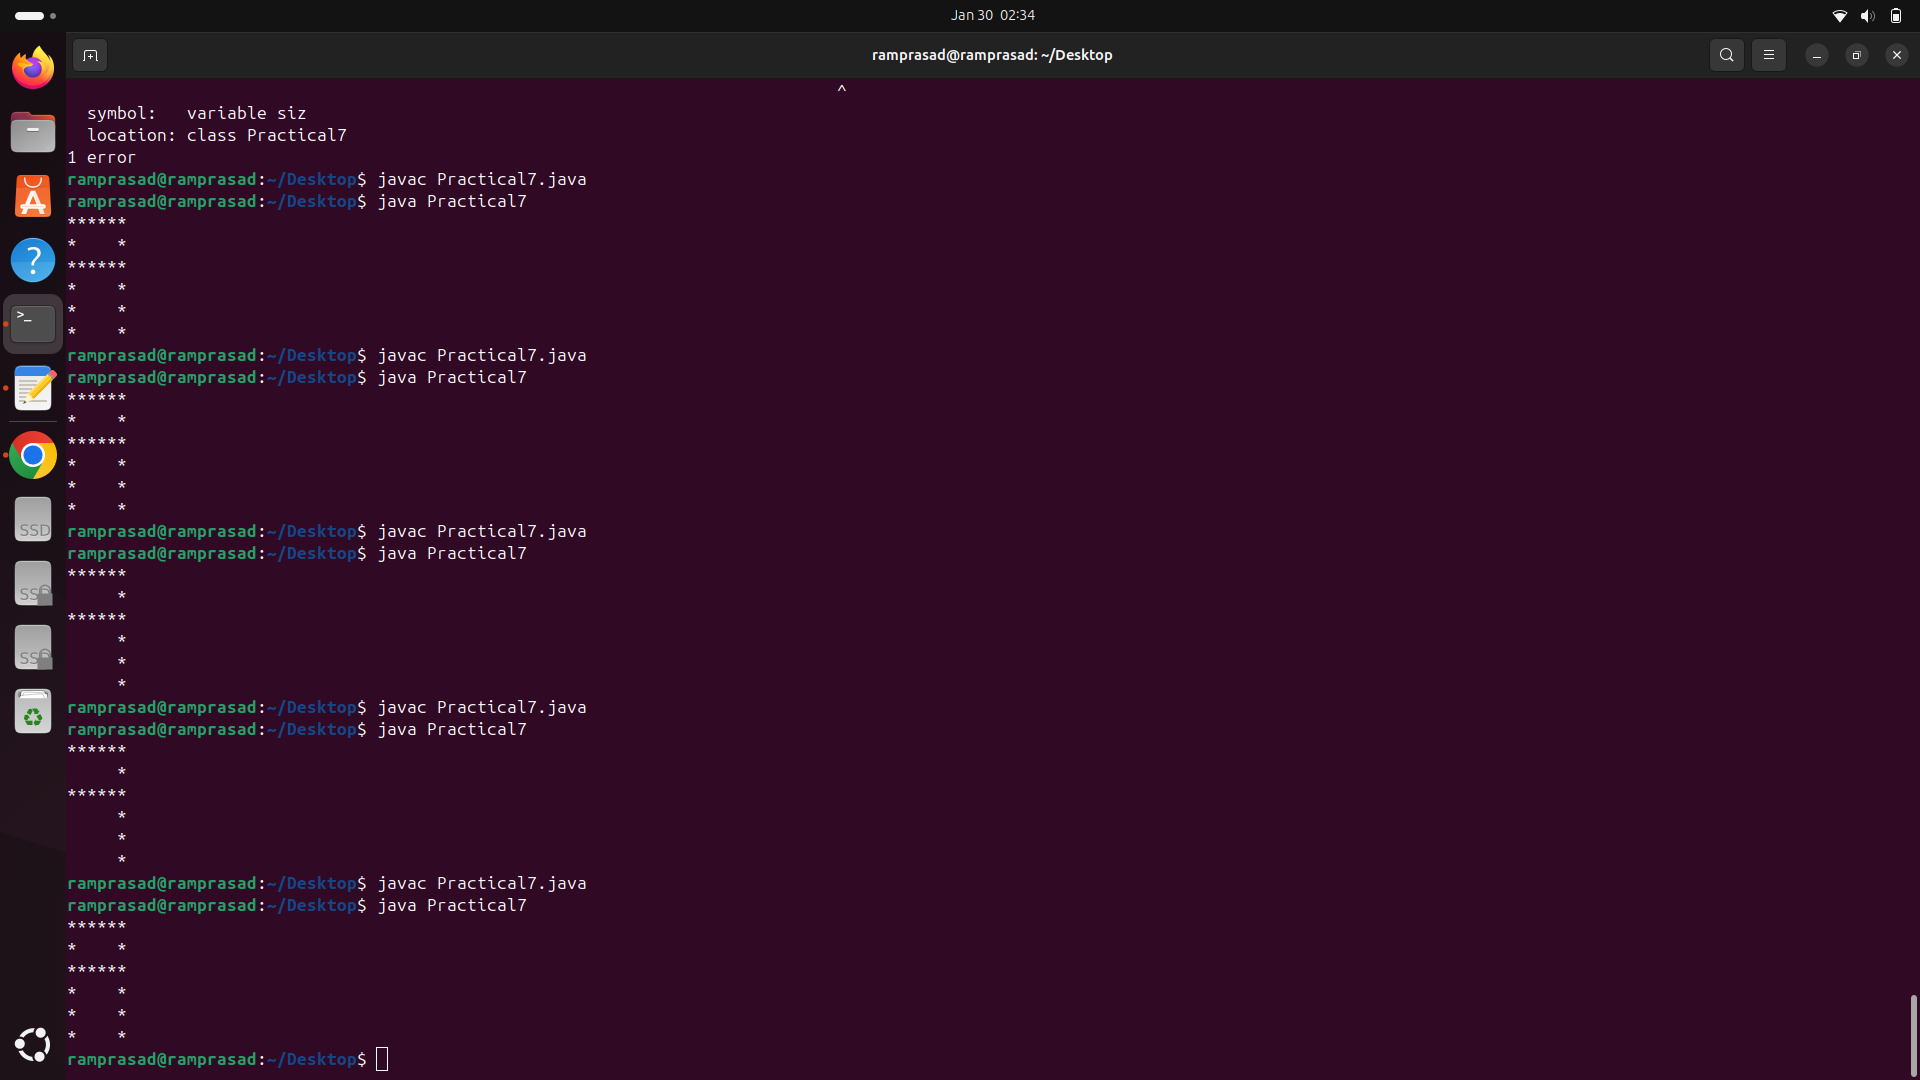 Jan 30 02:34
ramprasad@ramprasad: ~/Desktop
^
  symbol:   variable siz
  location: class Practical7
1 error
ramprasad@ramprasad:~/Desktop$ javac Practical7.java
ramprasad@ramprasad:~/Desktop$ java Practical7
******
*    *
******
*    *
*    *
*    *
ramprasad@ramprasad:~/Desktop$ javac Practical7.java
ramprasad@ramprasad:~/Desktop$ java Practical7
******
*    *
******
*    *
*    *
*    *
ramprasad@ramprasad:~/Desktop$ javac Practical7.java
ramprasad@ramprasad:~/Desktop$ java Practical7
******
     *
******
     *
     *
     *
ramprasad@ramprasad:~/Desktop$ javac Practical7.java
ramprasad@ramprasad:~/Desktop$ java Practical7
******
     *
******
     *
     *
     *
ramprasad@ramprasad:~/Desktop$ javac Practical7.java
ramprasad@ramprasad:~/Desktop$ java Practical7
******
*    *
******
*    *
*    *
*    *
ramprasad@ramprasad:~/Desktop$
A
?
>_
SSD
SSD
SSD